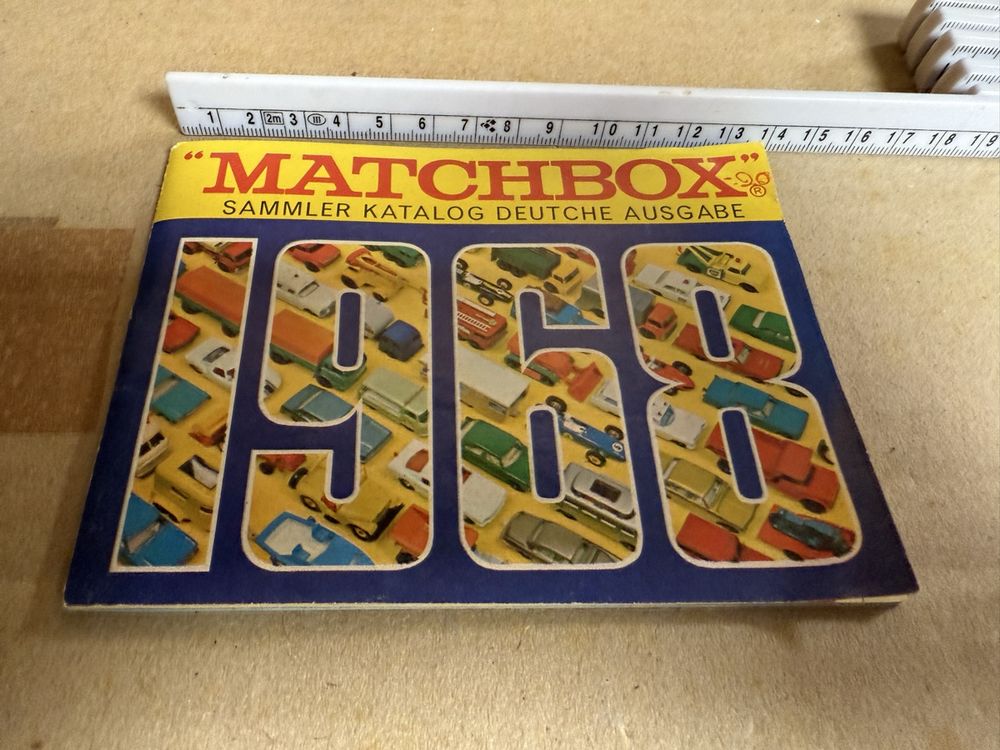 1 2 2m 3 m 4 5 6 7 8 9 10 11 12 13 14 15 16 17 18 19
"MATCHBOX"®
SAMMLER KATALOG DEUTCHE AUSGABE
1968